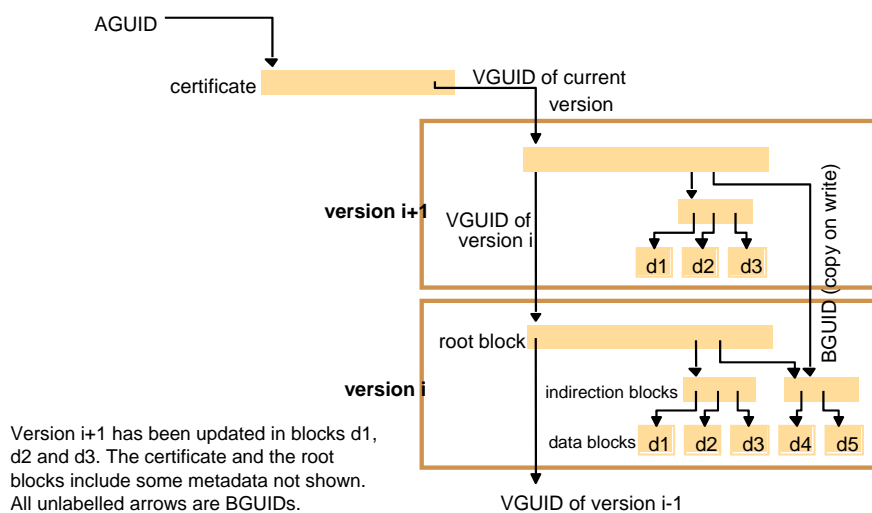 AGUID
certificate
VGUID of current
version
version i+1
VGUID of
version i
d1
d2
d3
BGUID (copy on write)
root block
version i
indirection blocks
data blocks
d1
d2
d3
d4
d5
Version i+1 has been updated in blocks d1,
d2 and d3. The certificate and the root
blocks include some metadata not shown.
All unlabelled arrows are BGUIDs.
VGUID of version i-1